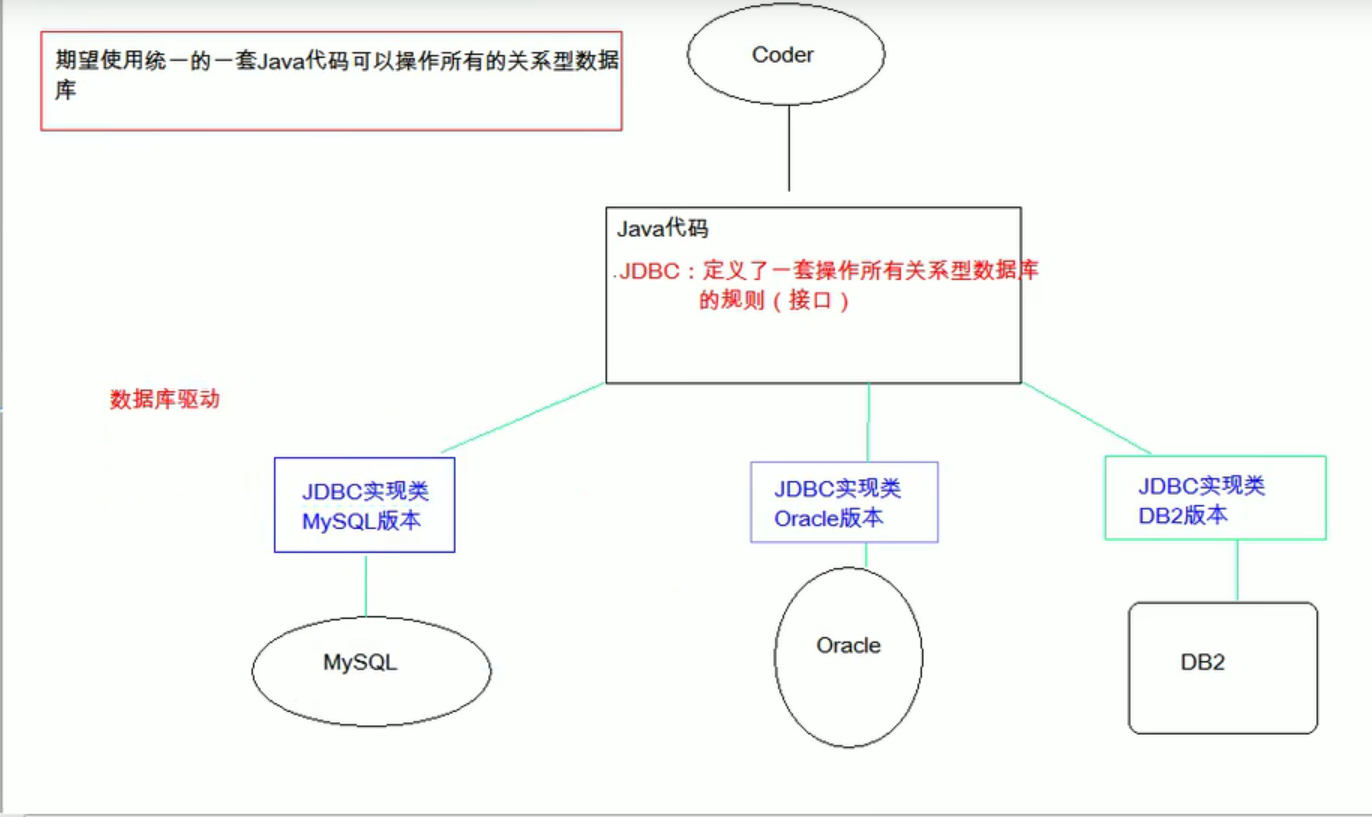 期望使用统一的一套Java代码可以操作所有的关系型数据
库
Coder
Java代码
.JDBC：定义了一套操作所有关系型数据库
的规则（接口）
数据库驱动
JDBC实现类
MySQL版本
JDBC实现类
Oracle版本
JDBC实现类
DB2版本
MySQL
Oracle
DB2